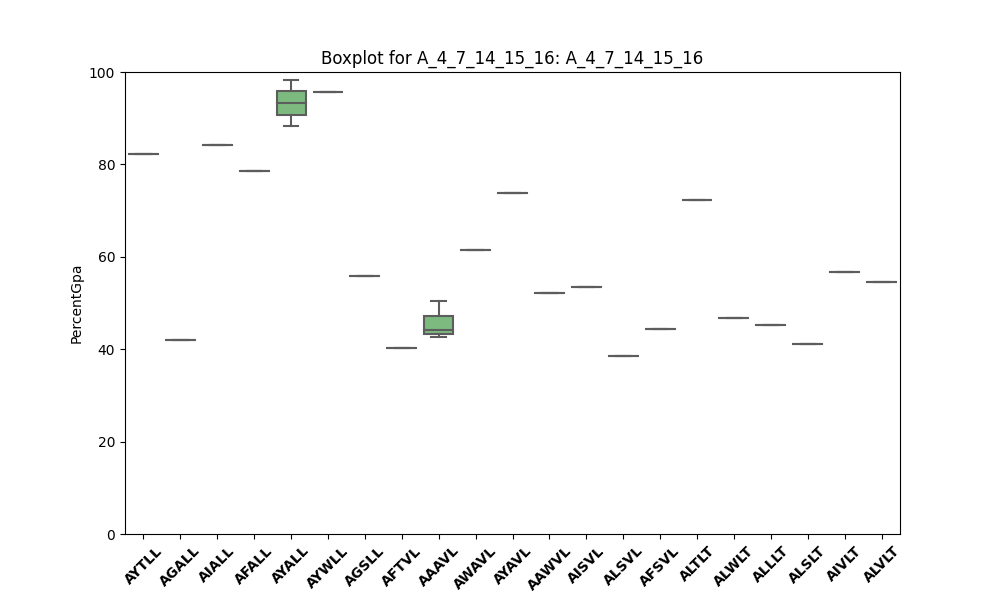 Boxplot for A_4_7_14_15_16: A_4_7_14_15_16
PercentGpa
100
80
60
40
20
0
AYTLL
AGALL
AIALL
AFALL
AYALL
AYWLL
AGSLL
AFTVL
AAAVL
AWAVL
AYAVL
AAWVL
AISVL
ALSVL
AFSVL
ALTLT
ALWLT
ALLLT
ALSLT
AIVLT
ALVLT